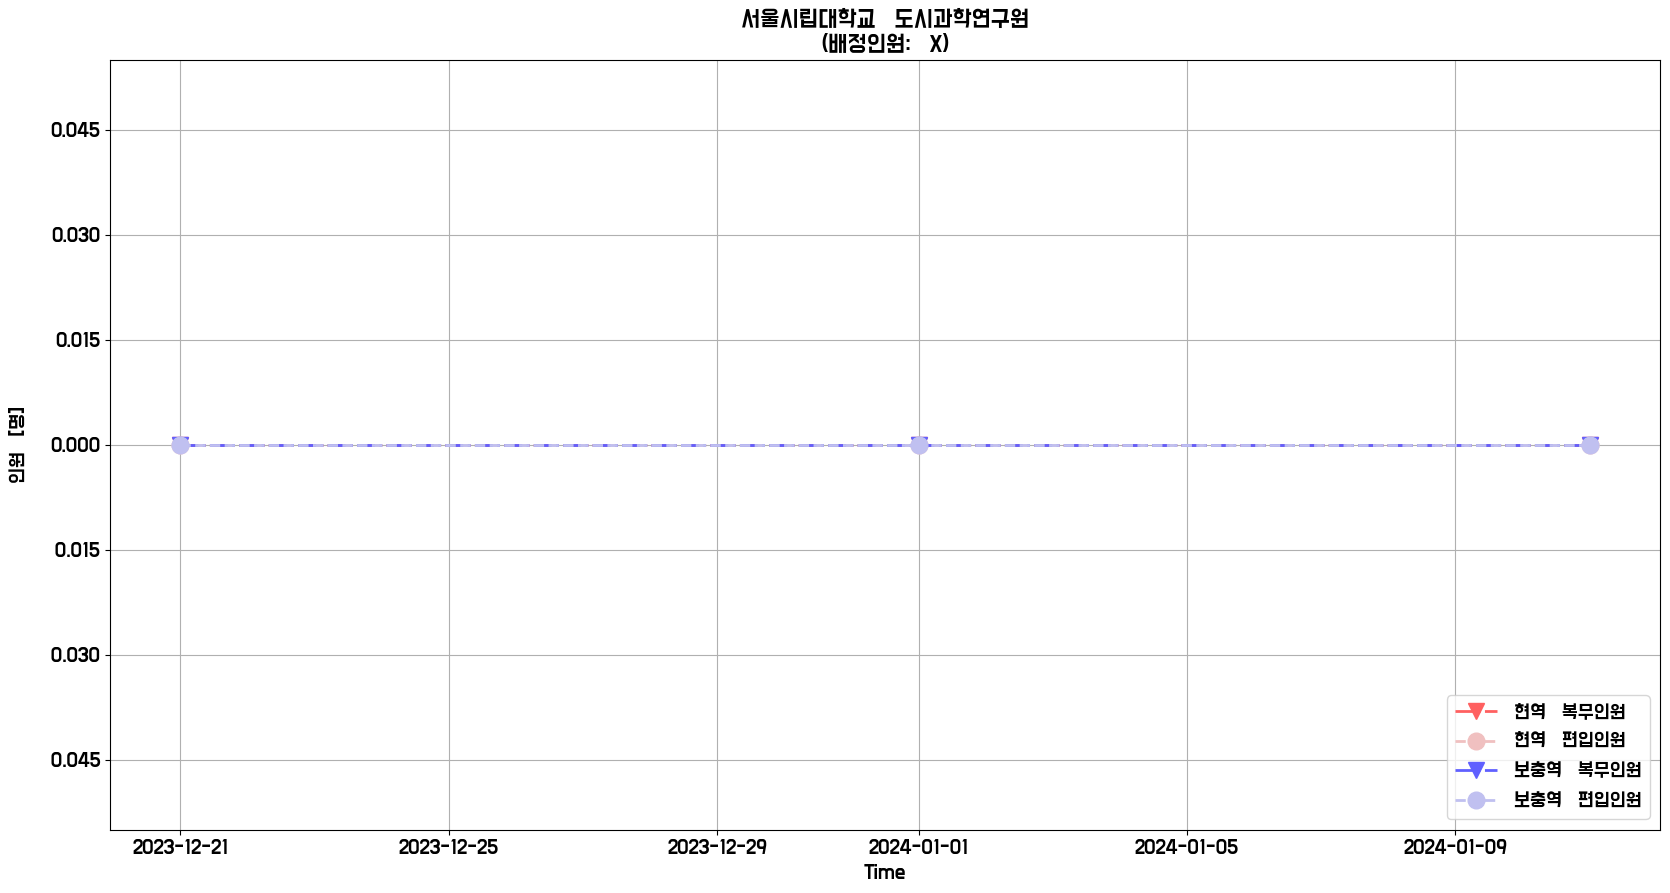 서울시립대학교 도시과학연구원
(배정인원: X)
0.045
0.030
0.015
0.000
0.015
0.030
0.045
인원 [명]
현역 복무인원
현역 편입인원
보충역 복무인원
보충역 편입인원
2023-12-21 2023-12-25 2023-12-29 2024-01-01 2024-01-05 2024-01-09
Time